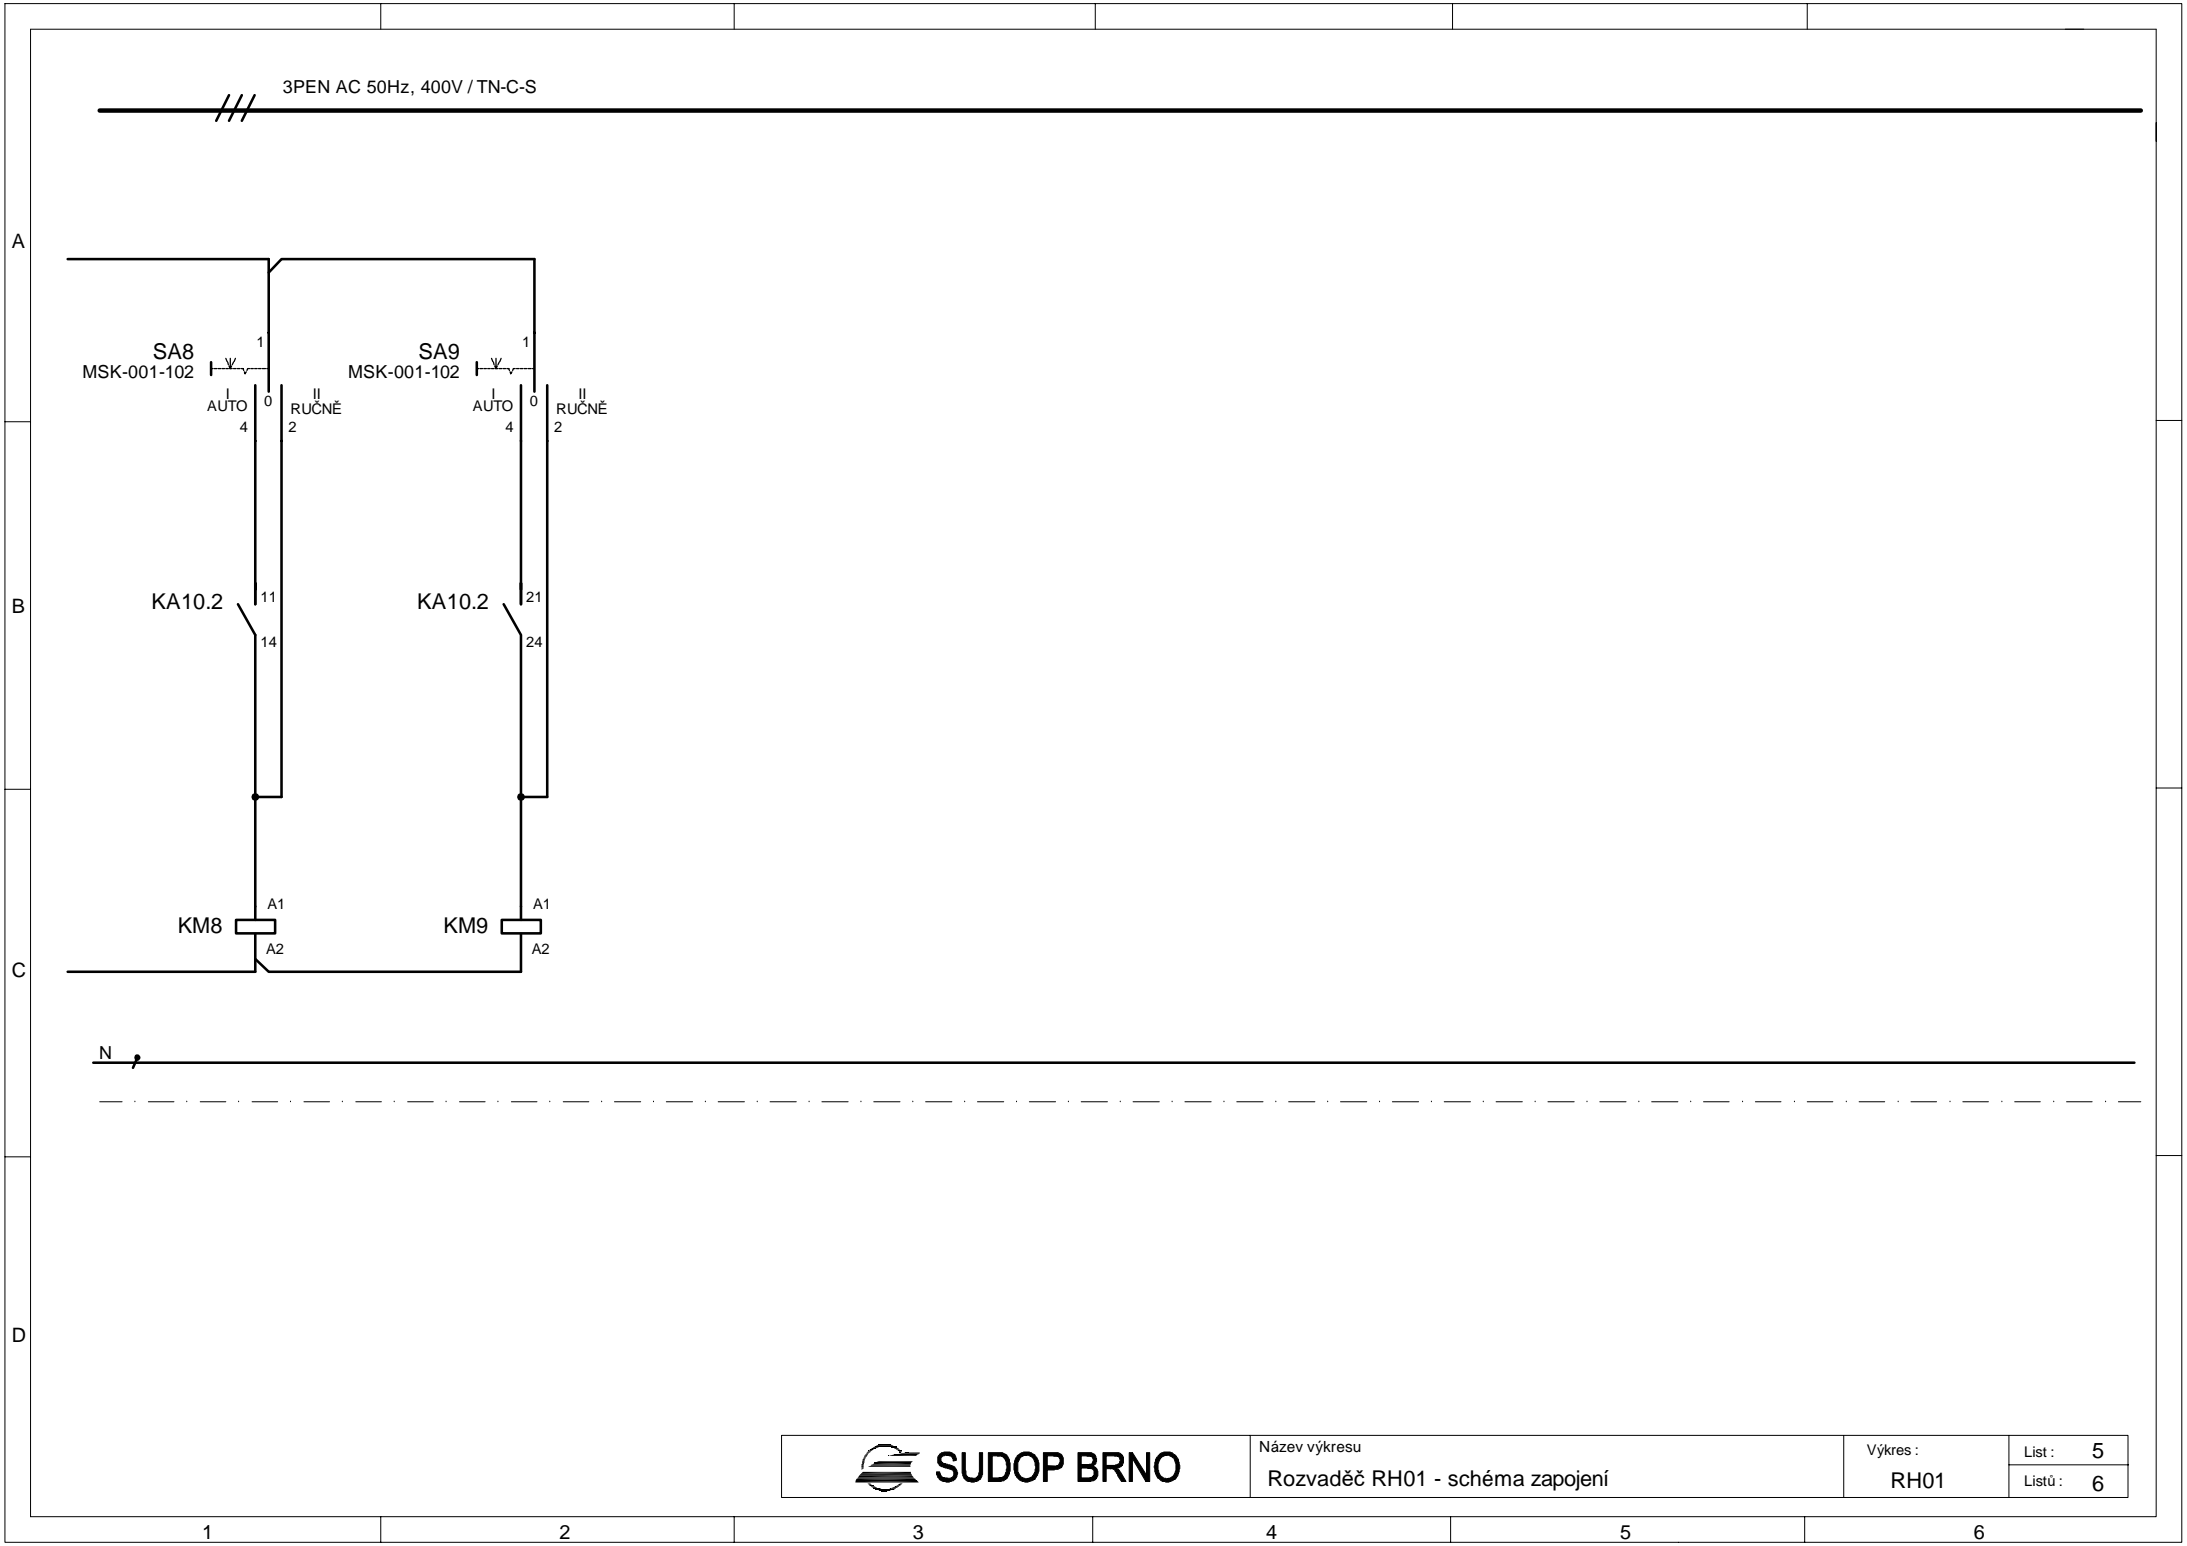 3PEN AC 50Hz, 400V / TN-C-S
A
SA8
MSK-001-102
1
I
AUTO
0
II
RUČNĚ
4
2
SA9
MSK-001-102
1
I
AUTO
0
II
RUČNĚ
4
2
B
KA10.2
11
14
KA10.2
21
24
KM8
A1
A2
KM9
A1
A2
C
N
D
SUDOP BRNO
Název výkresu
Rozvaděč RH01 - schéma zapojení
Výkres :
RH01
List : 5
Listů : 6
1 2 3 4 5 6